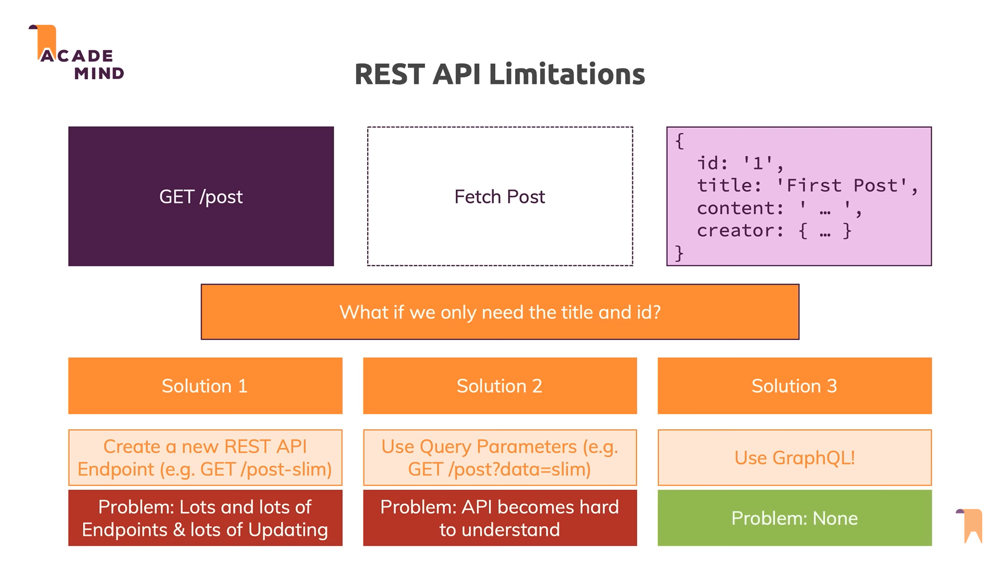 ACADE
MIND
REST API Limitations
GET /post
Fetch Post
{
id: '1',
title: 'First Post',
content: ' … ',
creator: { … }
}
What if we only need the title and id?
Solution 1
Solution 2
Solution 3
Create a new REST API
Endpoint (e.g. GET /post-slim)
Use Query Parameters (e.g.
GET /post?data=slim)
Use GraphQL!
Problem: Lots and lots of
Endpoints & lots of Updating
Problem: API becomes hard
to understand
Problem: None